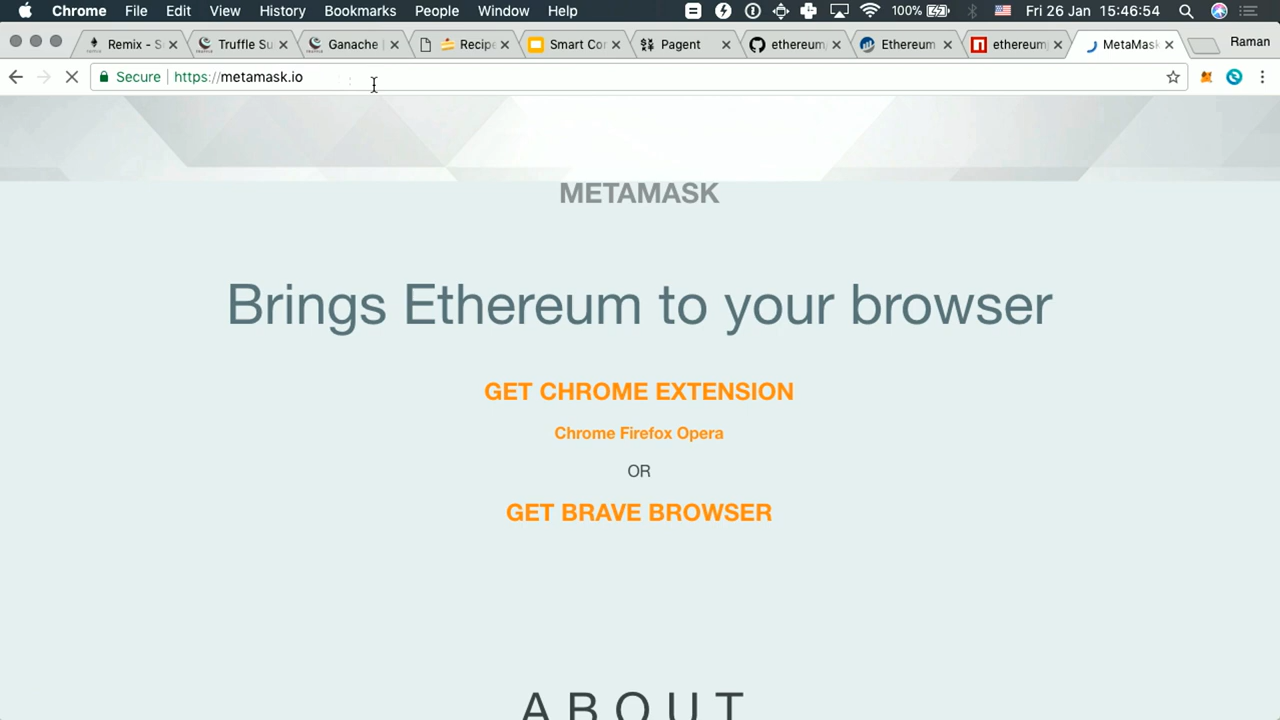 Chrome File Edit View History Bookmarks People Window Help 100% Fri 26 Jan 15:46:54
Remix - S Truffle Su Ganache Recipe Smart Co Pagent ethereum Ethereum ethereum MetaMas Raman
Secure https://metamask.io
METAMASK
Brings Ethereum to your browser
GET CHROME EXTENSION
Chrome Firefox Opera
OR
GET BRAVE BROWSER
ABOUT